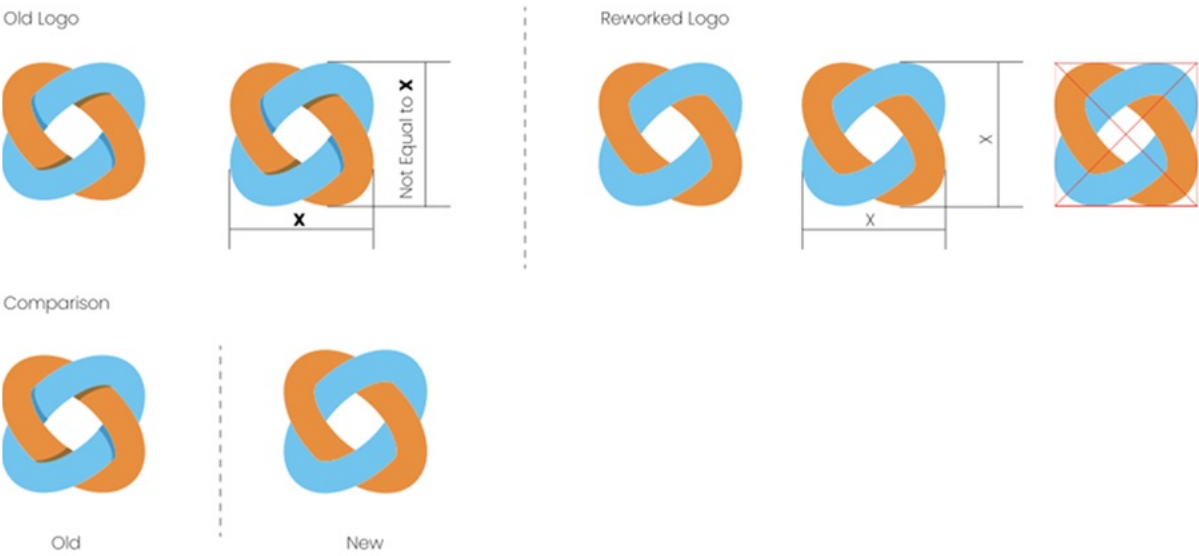 Old Logo
Reworked Logo
Not Equal to X
X
X
X
Comparison
Old
New